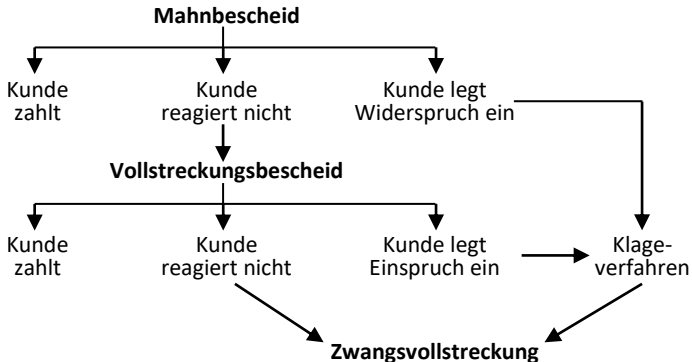 Mahnbescheid
Kunde
zahlt
Kunde
reagiert nicht
Kunde legt
Widerspruch ein
Vollstreckungsbescheid
Kunde
zahlt
Kunde
reagiert nicht
Kunde legt
Einspruch ein
Klage-
verfahren
Zwangsvollstreckung